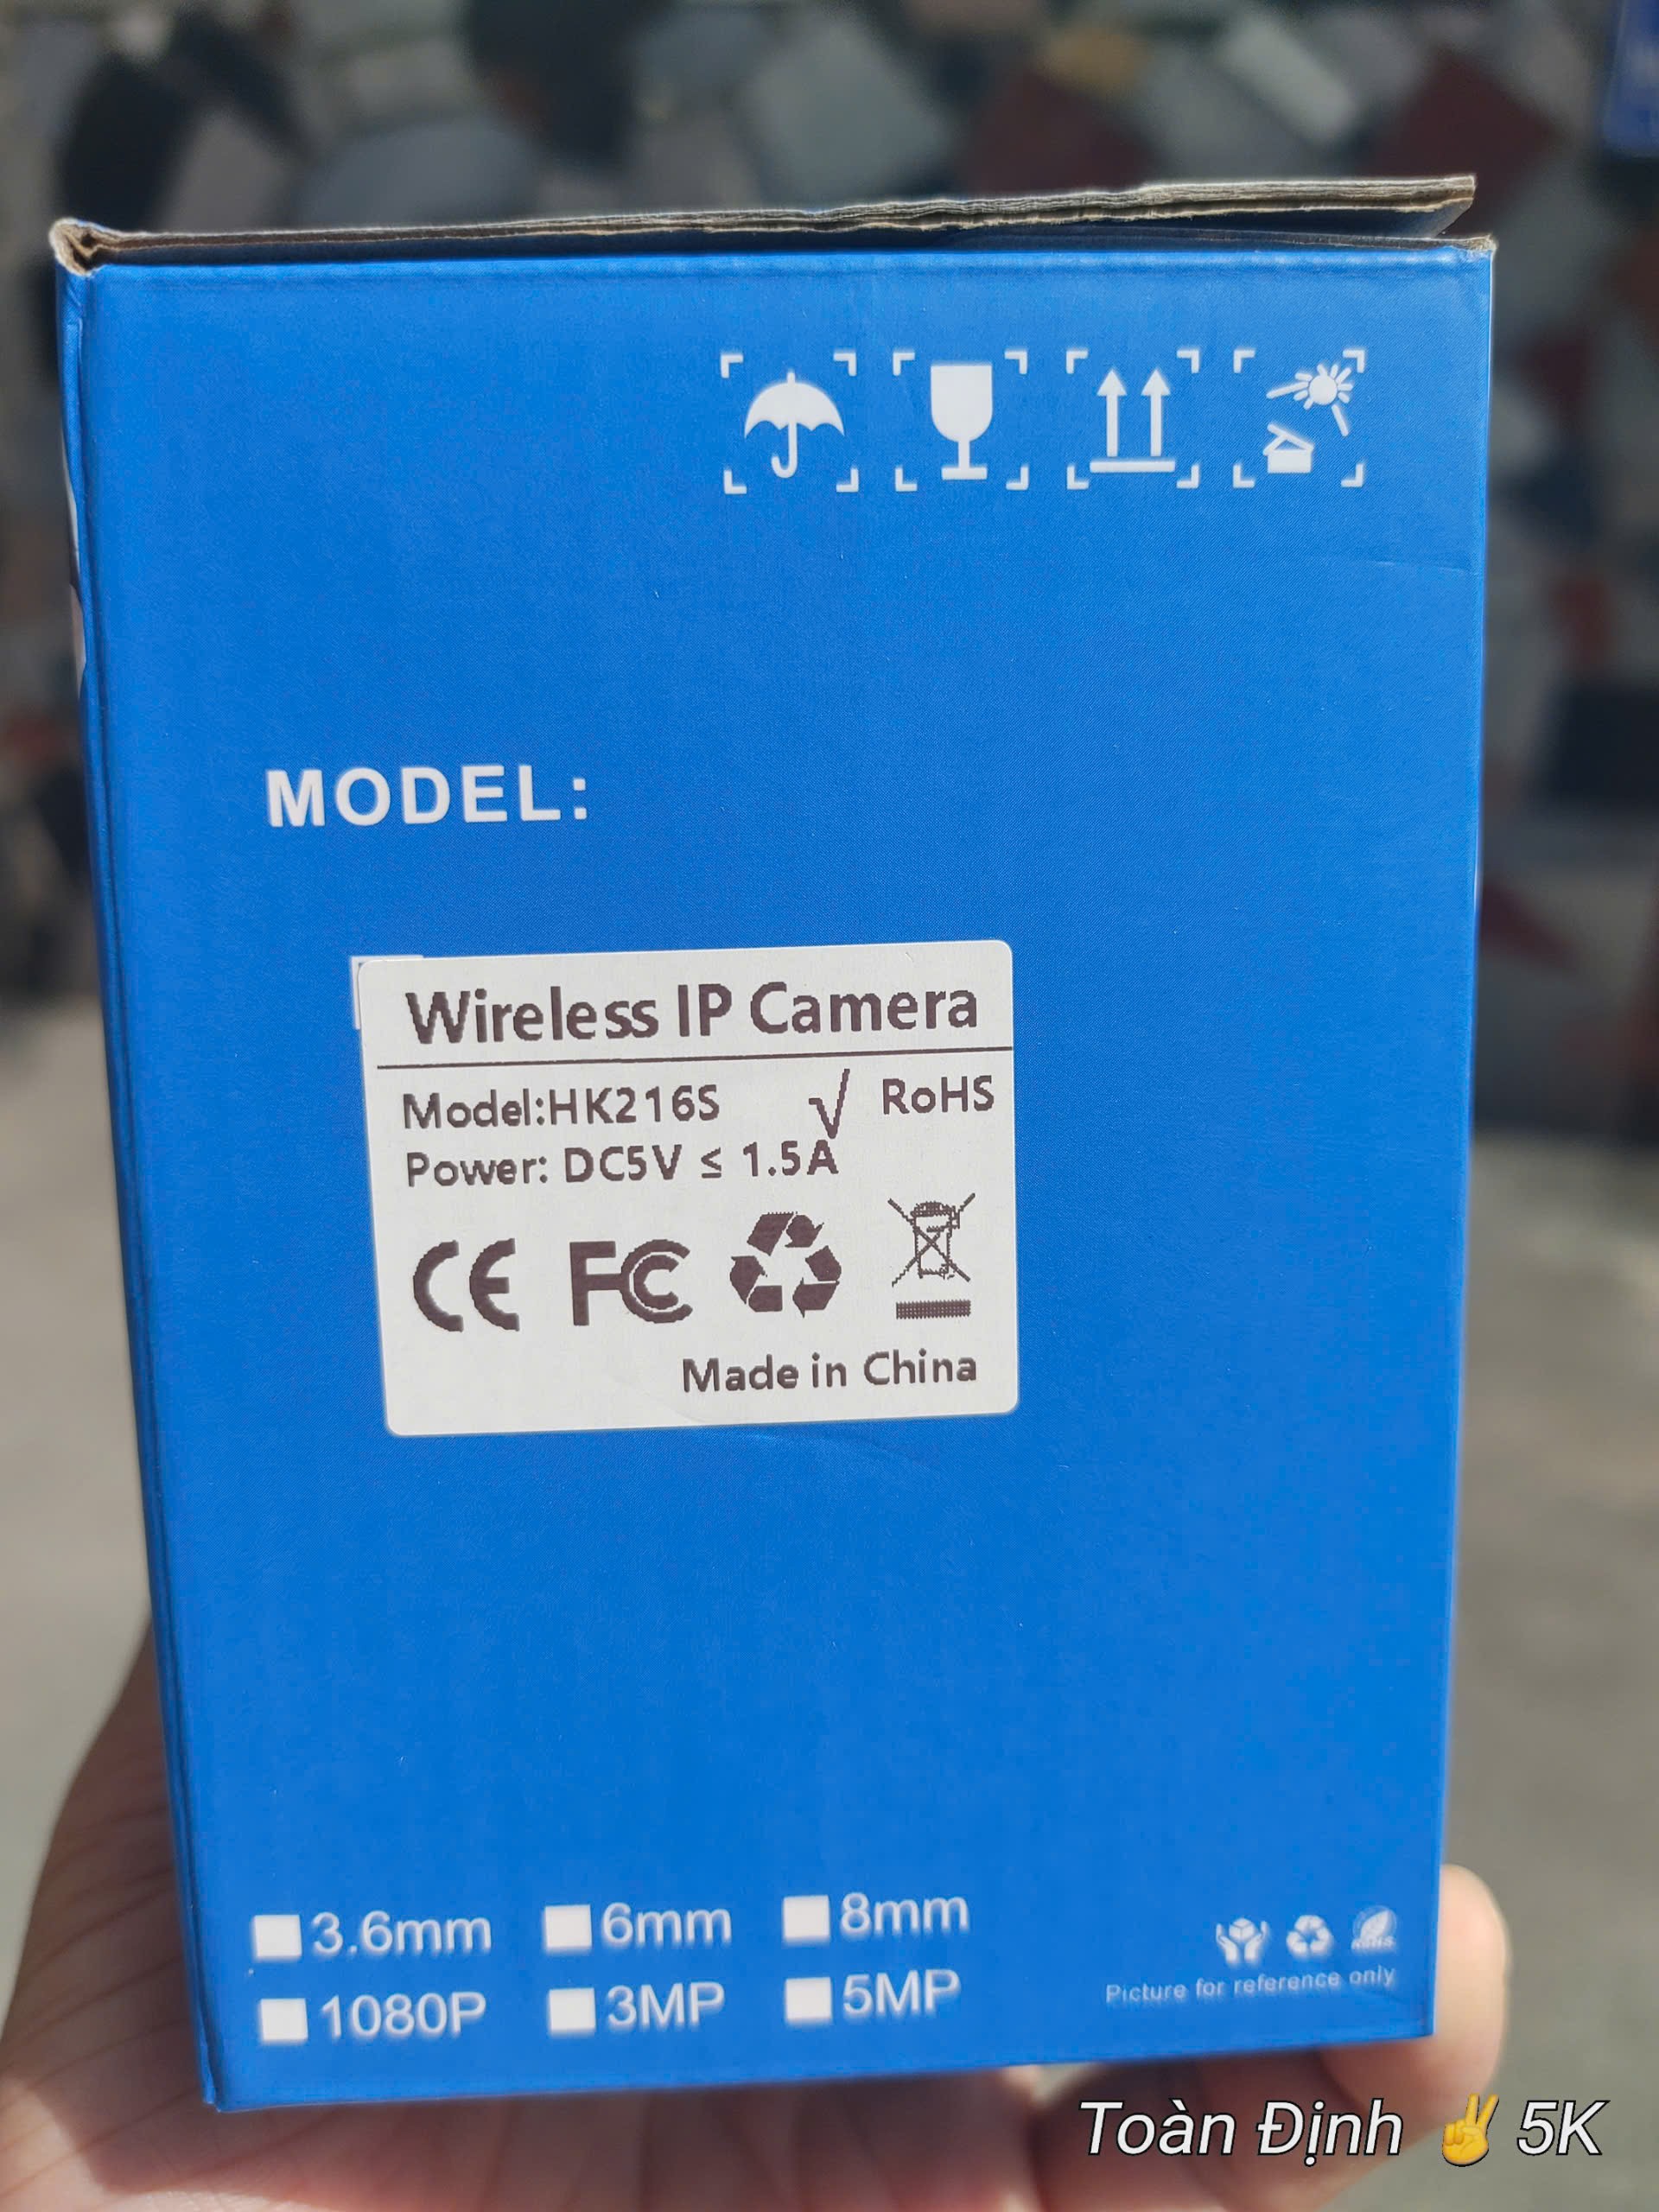 MODEL:
Wireless IP Camera
Model:HK216S √ RoHS
Power: DC5V ≤ 1.5A
CE FC
Made in China
3.6mm 6mm 8mm
1080P 3MP 5MP
RoHS
Picture for reference only
Toàn Định ✌ 5K